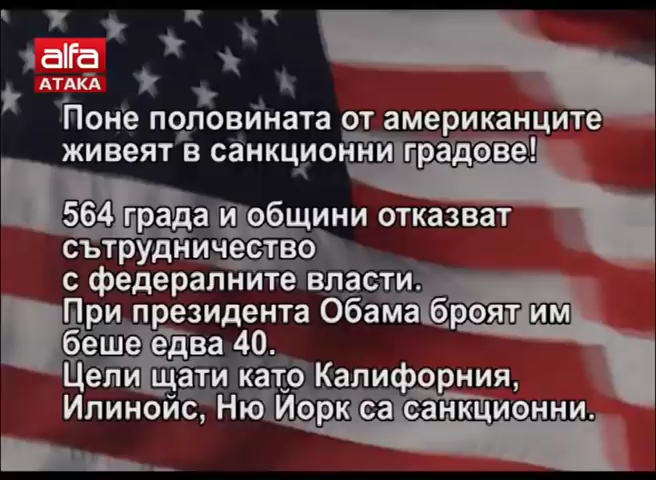 alfa
АТАКА
Поне половината от американците
живеят в санкционни градове!
564 града и общини отказват
сътрудничество
с федералните власти.
При президента Обама броят им
беше едва 40.
Цели щати като Калифорния,
Илинойс, Ню Йорк са санкционни.